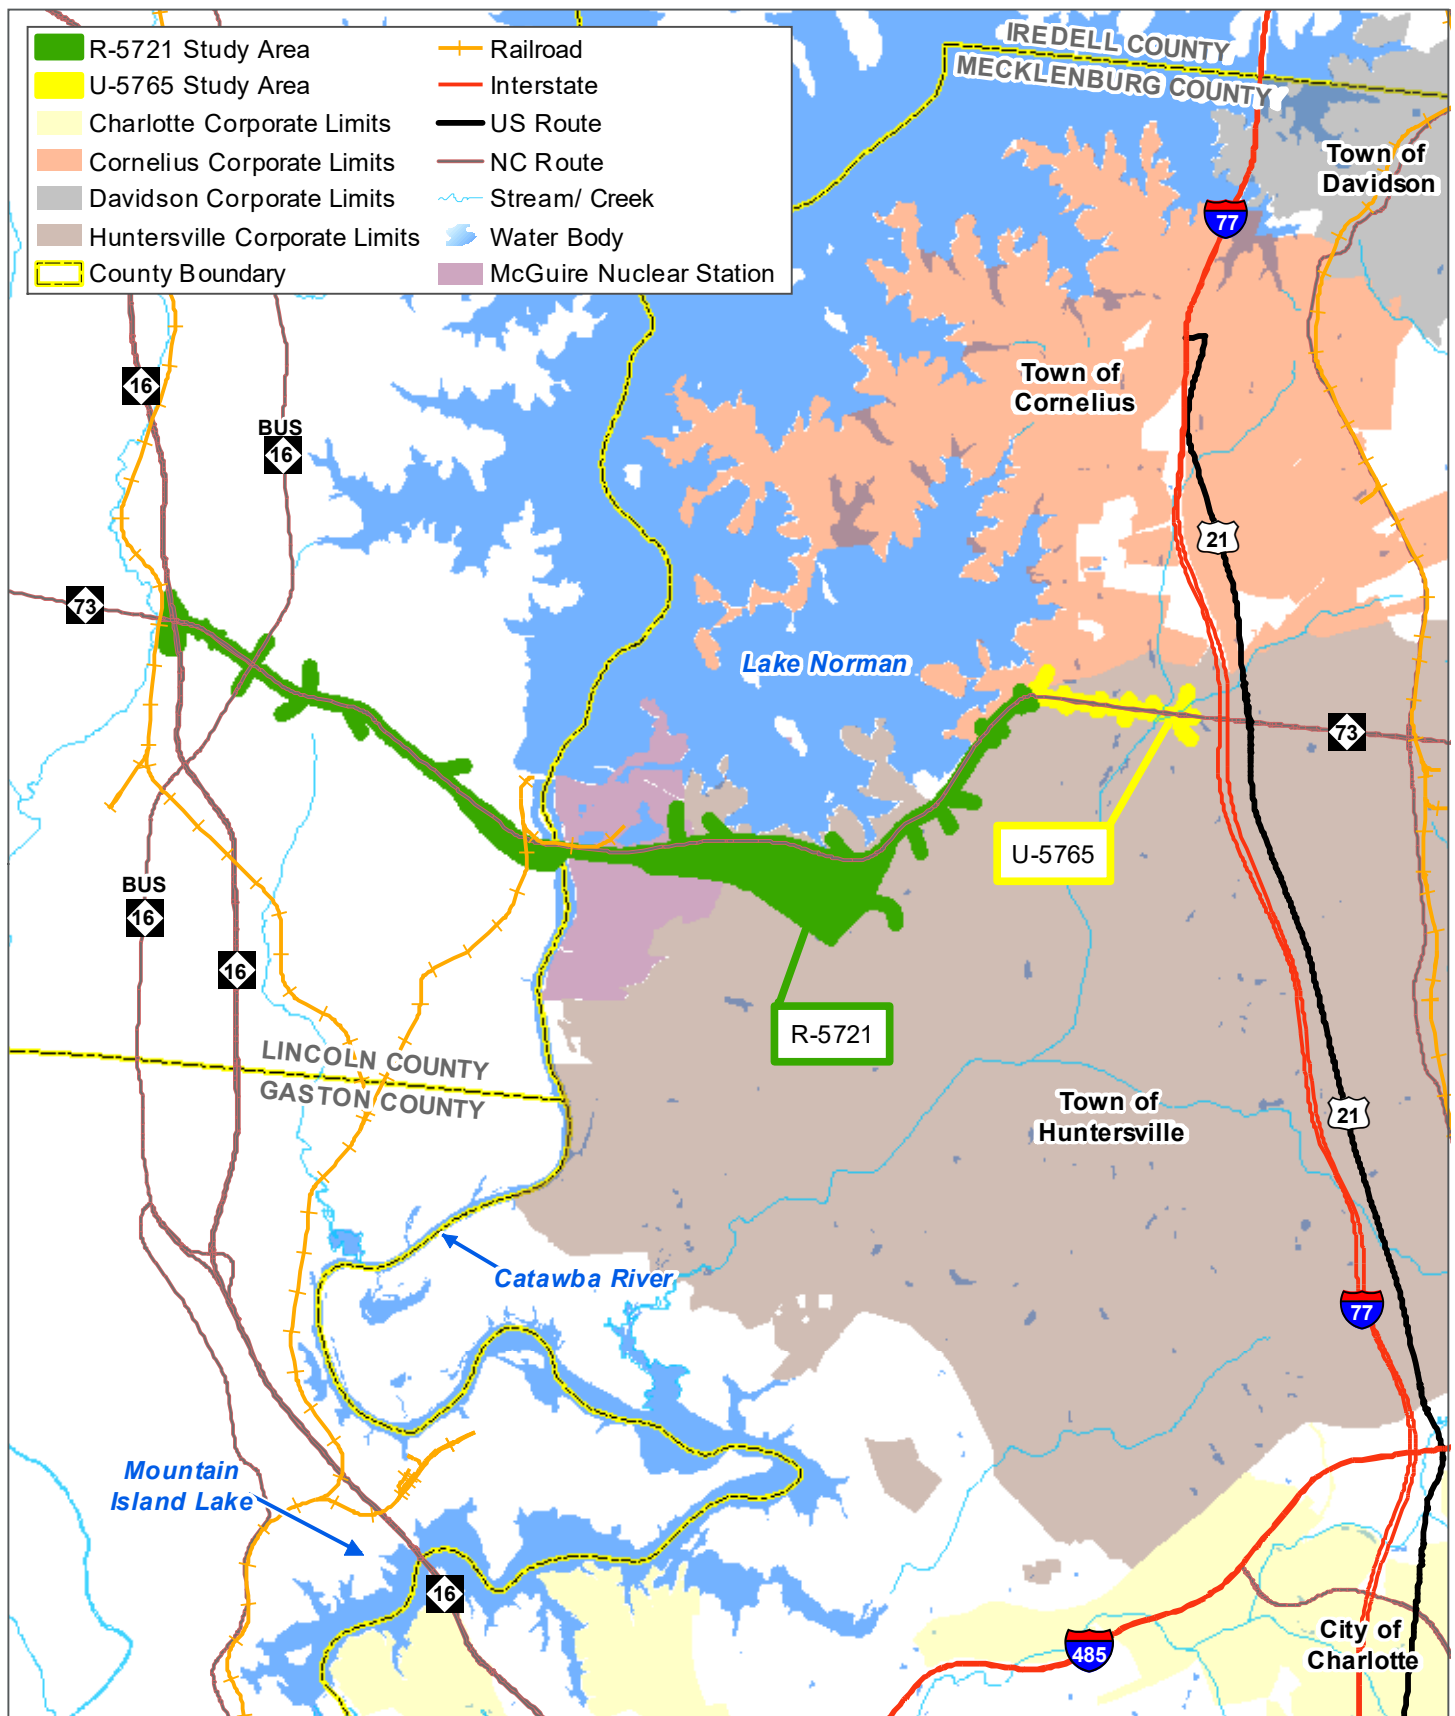 R-5721 Study Area
U-5765 Study Area
Charlotte Corporate Limits
Cornelius Corporate Limits
Davidson Corporate Limits
Huntersville Corporate Limits
County Boundary
Railroad
Interstate
US Route
NC Route
Stream/ Creek
Water Body
McGuire Nuclear Station
IREDELL COUNTY
MECKLENBURG COUNTY
Town of
Davidson
77
16
Town of
Cornelius
BUS
16
21
73
Lake Norman
73
U-5765
BUS
16
16
R-5721
LINCOLN COUNTY
GASTON COUNTY
Town of
Huntersville
21
Catawba River
77
Mountain
Island Lake
16
City of
Charlotte
485